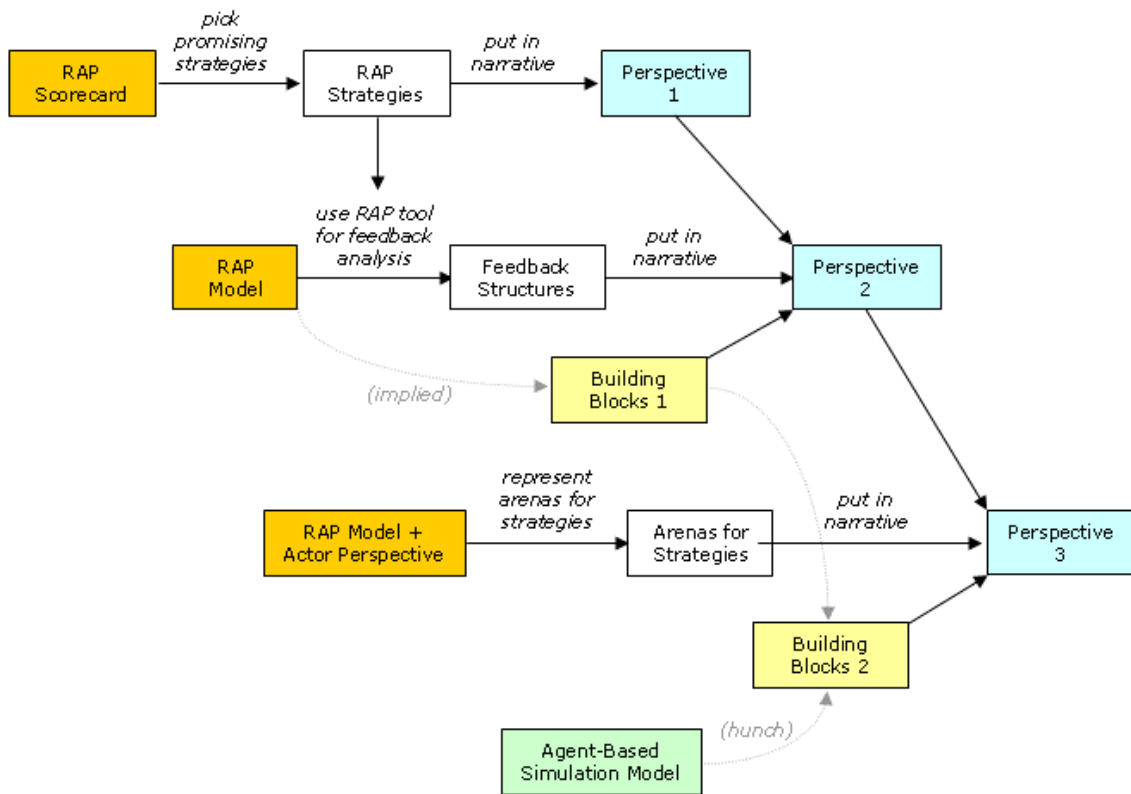 pick
promising
strategies
put in
narrative
RAP
Scorecard
RAP
Strategies
Perspective
1
use RAP tool
for feedback
analysis
put in
narrative
RAP
Model
Feedback
Structures
Perspective
2
(implied)
Building
Blocks 1
represent
arenas for
strategies
put in
narrative
RAP Model +
Actor Perspective
Arenas for
Strategies
Perspective
3
Building
Blocks 2
(hunch)
Agent-Based
Simulation Model